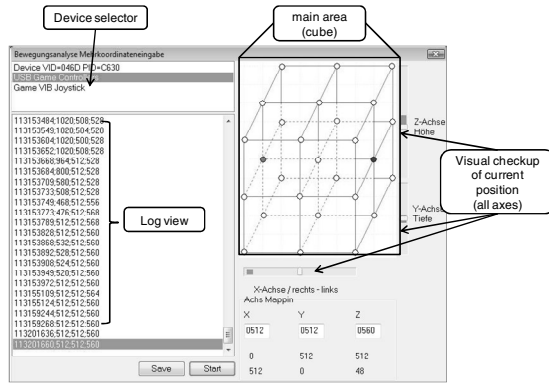 Device selector
main area
(cube)
Bewegungsanalyse Mehrkoordinateneingabe
Device VID=046D PID=C630
USB Game Controllers
Game VIB Joystick
113153484;1020;508;528
113153549;1020;504;528
113153604;1020;500;528
113153652;1020;508;528
113153668;964;512;528
113153684;800;512;528
113153709;580;512;528
113153733;508;512;528
113153749;468;512;556
113153773;476;512;568
113153789;512;512;568
113153828;512;512;560
113153868;532;512;560
113153892;528;512;560
113153908;524;512;560
113153949;520;512;560
113153972;512;512;560
113155109;512;512;564
113155124;512;512;560
113159244;512;512;560
113159268;512;512;560
113201636;512;512;560
113201660;512;512;560
Log view
Z-Achse
Höhe
Visual checkup
of current
position
(all axes)
Y-Achse
Tiefe
X-Achse / rechts - links
Achs Mappin
X Y Z
0512 0512 0560
0 512 512
512 0 48
Save Start